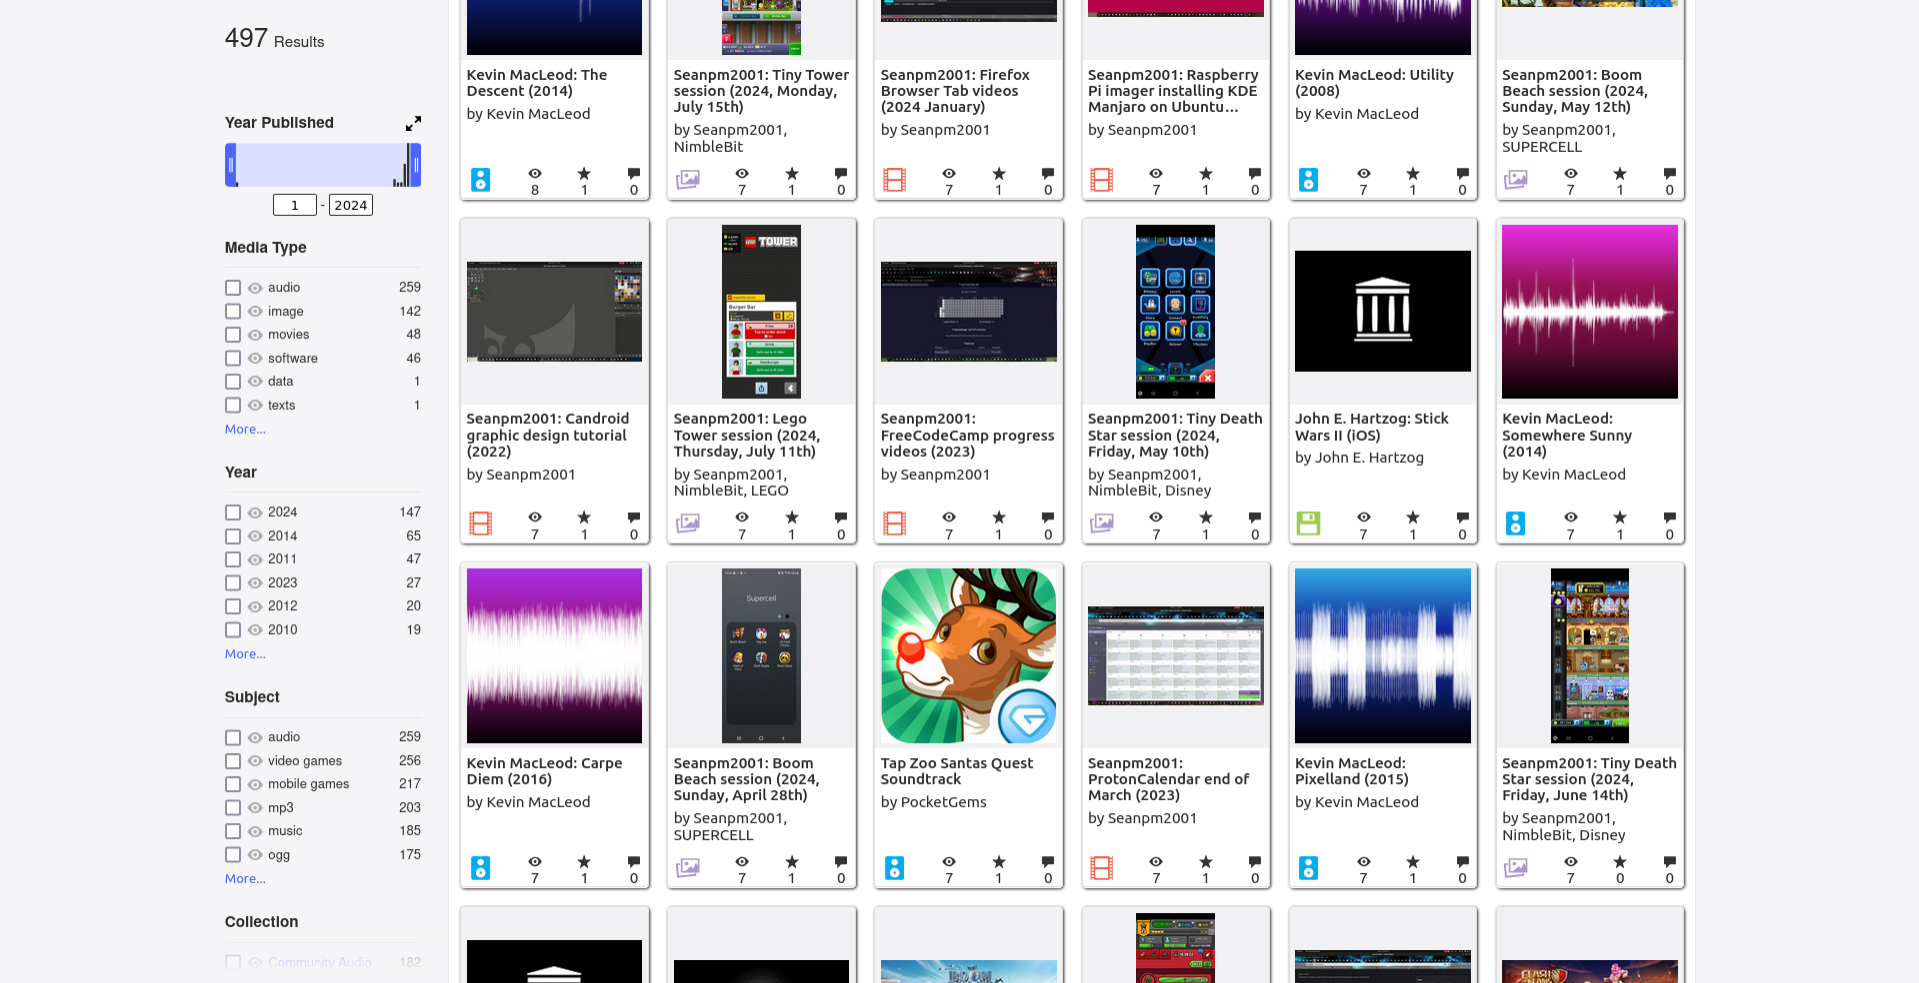 497 Results
Year Published
1 - 2024
Media Type
audio 259
image 142
movies 48
software 46
data 1
texts 1
More...
Year
2024 147
2014 65
2011 47
2023 27
2012 20
2010 19
More...
Subject
audio 259
video games 256
mobile games 217
mp3 203
music 185
ogg 175
More...
Collection
Community Audio 182
Kevin MacLeod: The
Descent (2014)
by Kevin MacLeod
8 1 0
Seanpm2001: Tiny Tower
session (2024, Monday,
July 15th)
by Seanpm2001,
NimbleBit
7 1 0
Seanpm2001: Firefox
Browser Tab videos
(2024 January)
by Seanpm2001
7 1 0
Seanpm2001: Raspberry
Pi imager installing KDE
Manjaro on Ubuntu...
by Seanpm2001
7 1 0
Kevin MacLeod: Utility
(2008)
by Kevin MacLeod
7 1 0
Seanpm2001: Boom
Beach session (2024,
Sunday, May 12th)
by Seanpm2001,
SUPERCELL
7 1 0
Seanpm2001: Candroid
graphic design tutorial
(2022)
by Seanpm2001
7 1 0
LEGO TOWER
Burger Bar
Seanpm2001: Lego
Tower session (2024,
Thursday, July 11th)
by Seanpm2001,
NimbleBit, LEGO
7 1 0
Seanpm2001:
FreeCodeCamp progress
videos (2023)
by Seanpm2001
7 1 0
Seanpm2001: Tiny Death
Star session (2024,
Friday, May 10th)
by Seanpm2001,
NimbleBit, Disney
7 1 0
John E. Hartzog: Stick
Wars II (iOS)
by John E. Hartzog
7 1 0
Kevin MacLeod:
Somewhere Sunny
(2014)
by Kevin MacLeod
7 1 0
Kevin MacLeod: Carpe
Diem (2016)
by Kevin MacLeod
7 1 0
Supercell
Seanpm2001: Boom
Beach session (2024,
Sunday, April 28th)
by Seanpm2001,
SUPERCELL
7 1 0
Tap Zoo Santas Quest
Soundtrack
by PocketGems
7 1 0
Seanpm2001:
ProtonCalendar end of
March (2023)
by Seanpm2001
7 1 0
Kevin MacLeod:
Pixelland (2015)
by Kevin MacLeod
7 1 0
Seanpm2001: Tiny Death
Star session (2024,
Friday, June 14th)
by Seanpm2001,
NimbleBit, Disney
7 0 0